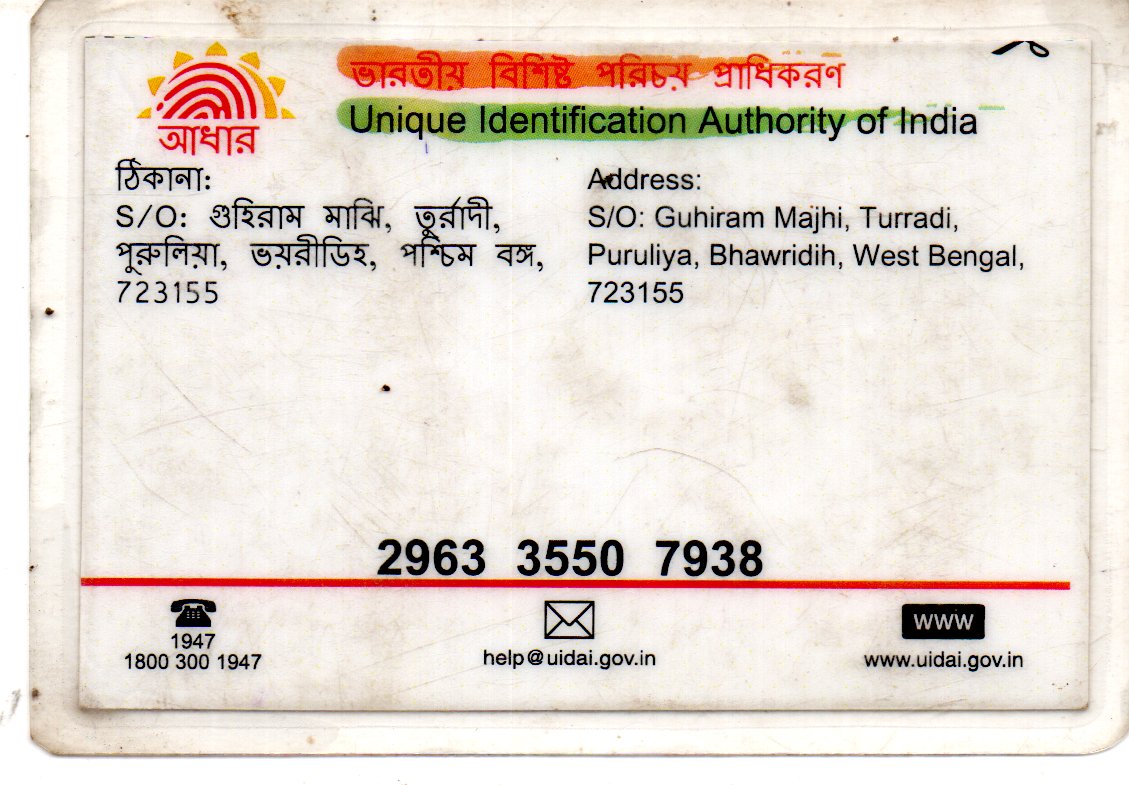 ভারতীয় বিশিষ্ট পরিচয় প্রাধিকরণ
Unique Identification Authority of India
আধার
ঠিকানা:
S/O: গুহিরাম মাঝি, তুর্রাদী,
পুরুলিয়া, ভয়রীডিহ, পশ্চিম বঙ্গ,
723155
Address:
S/O: Guhiram Majhi, Turradi,
Puruliya, Bhawridih, West Bengal,
723155
2963 3550 7938
1947
1800 300 1947
help@uidai.gov.in
www
www.uidai.gov.in